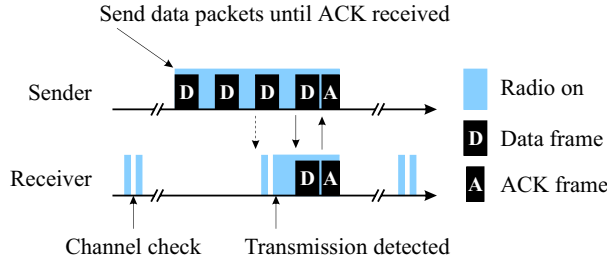 Send data packets until ACK received
Sender
D D D D A
Radio on
D Data frame
Receiver
D A
A ACK frame
Channel check
Transmission detected